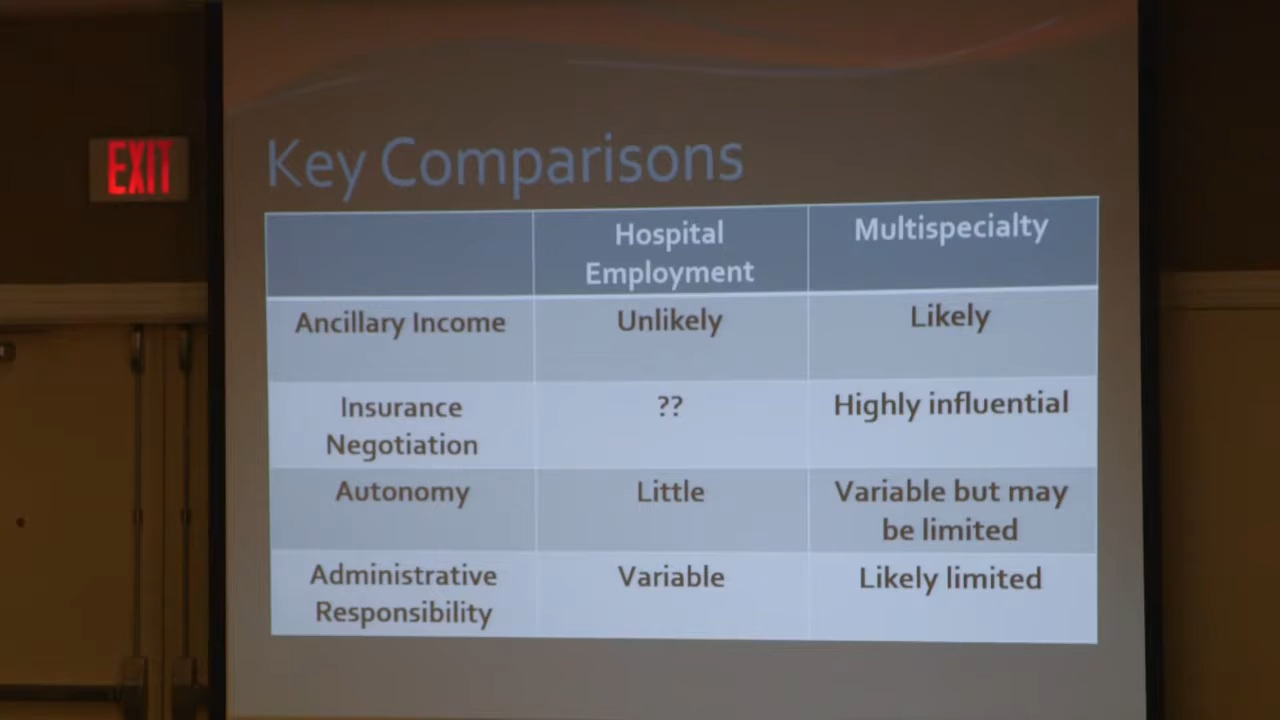 EXIT
Key Comparisons
Hospital
Employment
Multispecialty
Ancillary Income
Unlikely
Likely
Insurance
Negotiation
??
Highly influential
Autonomy
Little
Variable but may
be limited
Administrative
Responsibility
Variable
Likely limited